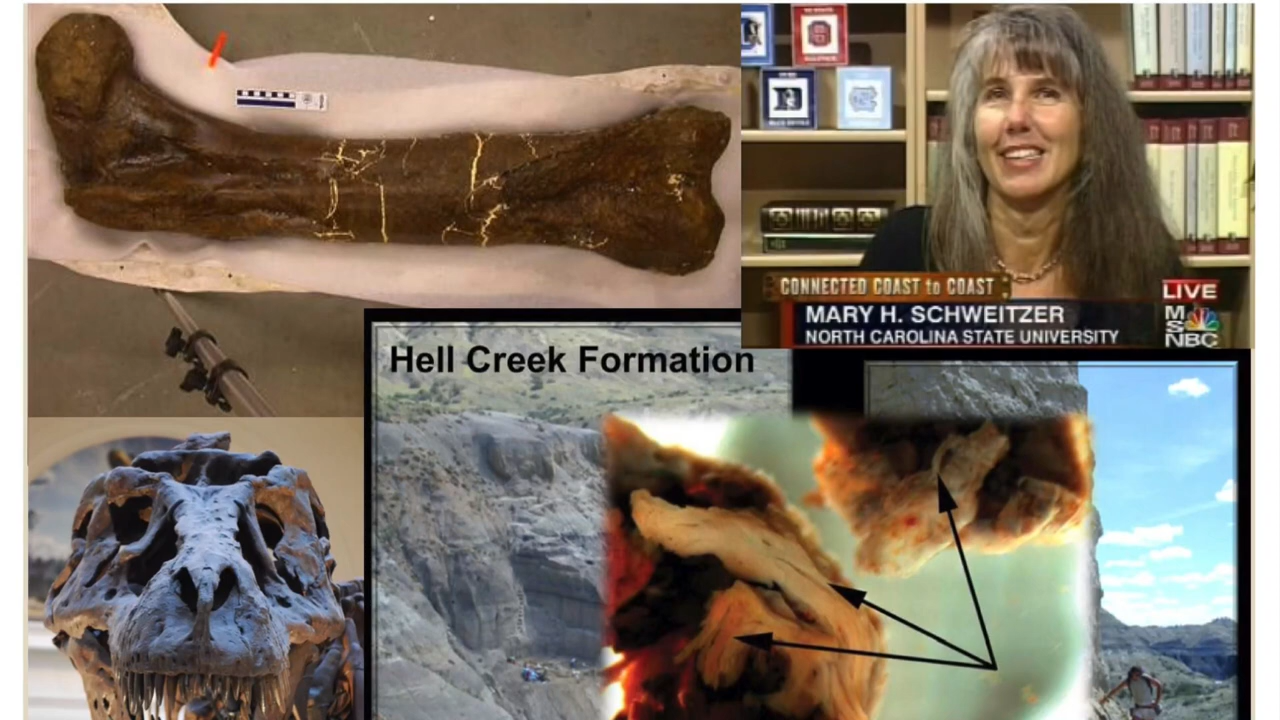 CONNECTED COAST to COAST
LIVE
MARY H. SCHWEITZER
NORTH CAROLINA STATE UNIVERSITY
MSNBC
Hell Creek Formation